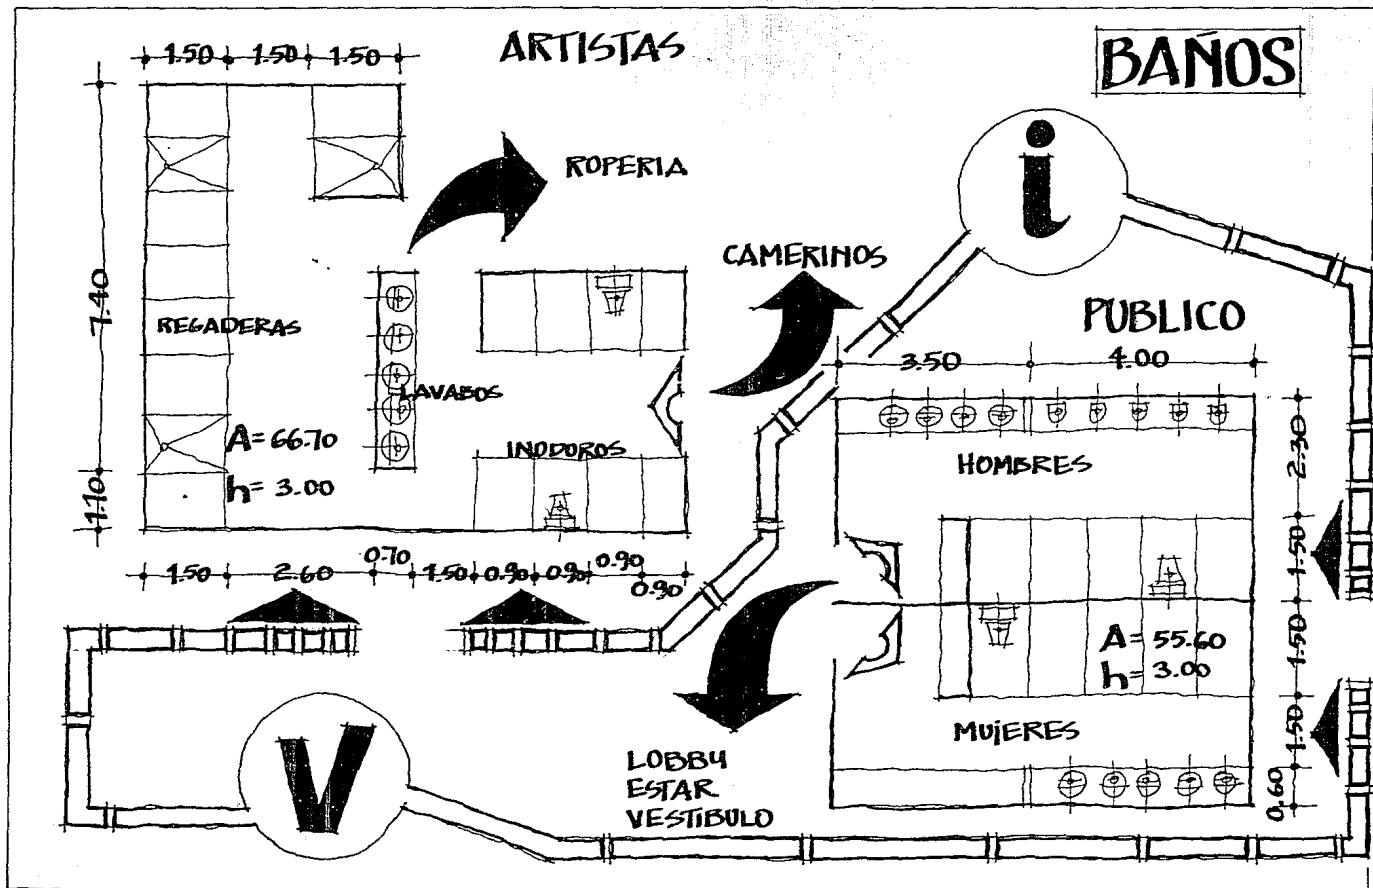 BAÑOS
ARTISTAS
1.50 1.50 1.50
ROPERIA
i
CAMERINOS
PUBLICO
3.50 4.00
7.40
REGADERAS
LAVABOS
A= 66.70
INODOROS
h= 3.00
1.10
HOMBRES
2.30
0.70
1.50 2.60 1.50 0.90 0.90 0.90
0.90
1.50
A= 55.60
h= 3.00
1.50
MUJERES
1.50
V
LOBBY
ESTAR
VESTIBULO
0.60